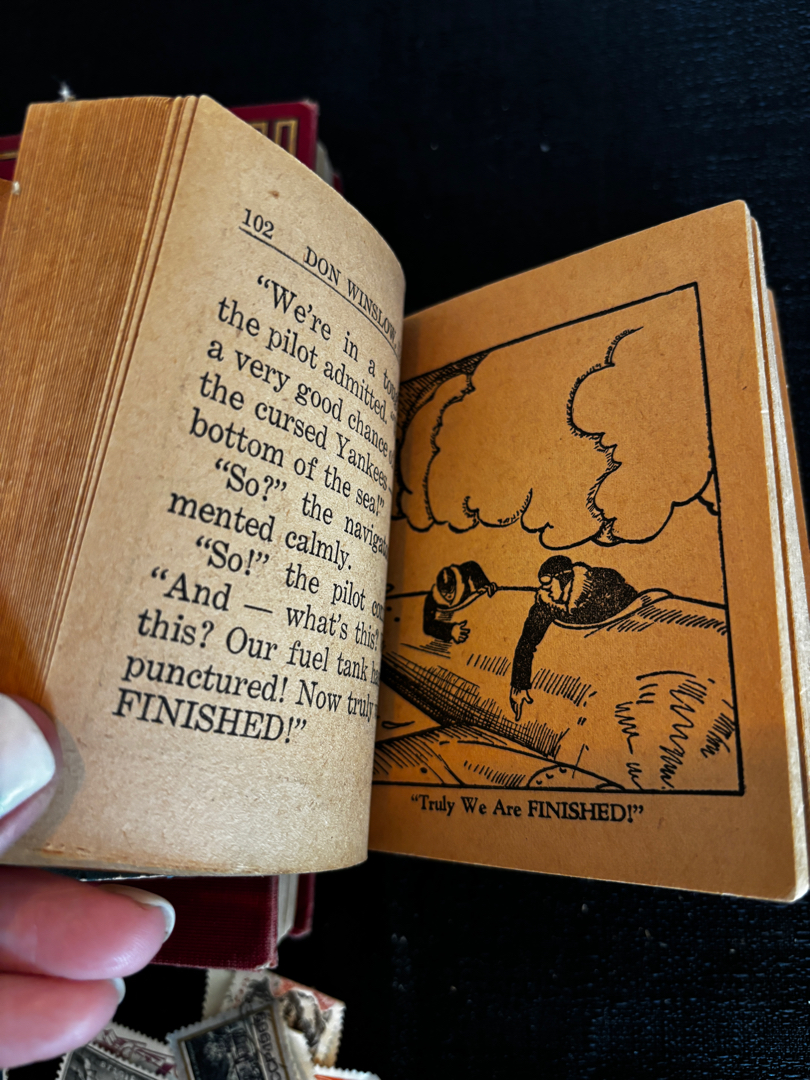 102 DON WINSLOW
“We're in a
the pilot admitted
a very good chance
the cursed Yankees
bottom of the sea!”
“So?” the
mented calmly.
“So!” the pilot
“And — what's this?
this? Our fuel tank
punctured! Now truly
FINISHED!”
“Truly We Are FINISHED!”